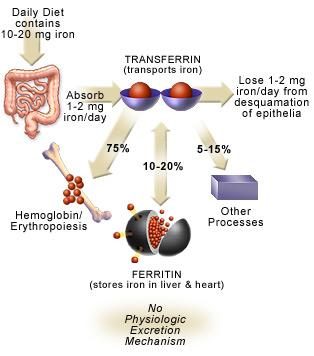 Daily Diet
contains
10-20 mg iron
TRANSFERRIN
(transports iron)
Absorb
1-2 mg
iron/day
Lose 1-2 mg
iron/day from
desquamation
of epithelia
75%
10-20%
5-15%
Hemoglobin/
Erythropoiesis
Other
Processes
FERRITIN
(stores iron in liver & heart)
No
Physiologic
Excretion
Mechanism